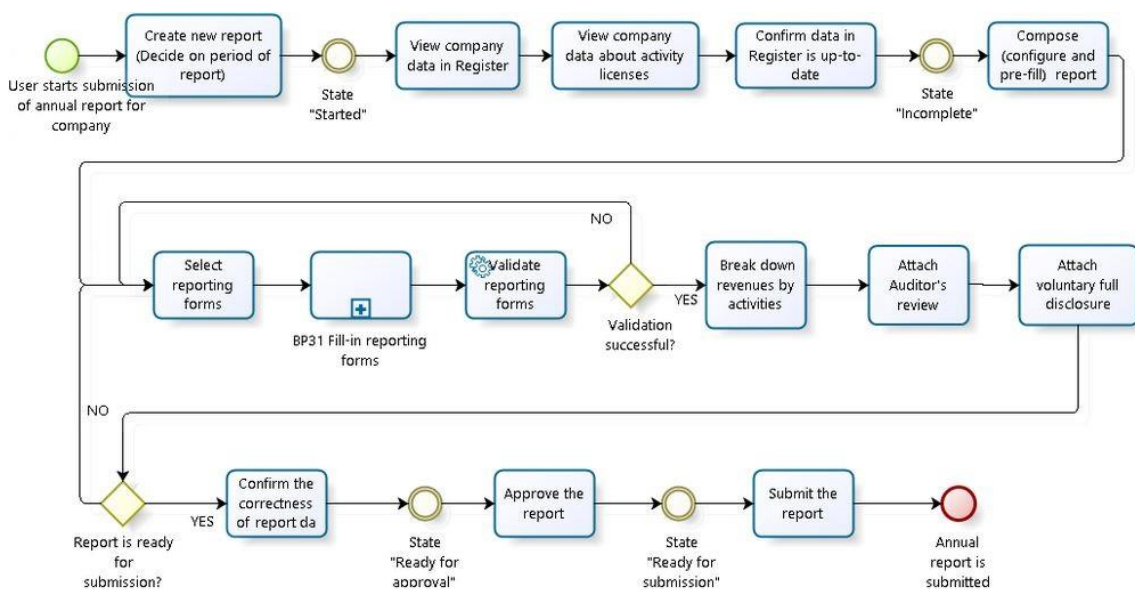 Create new report
(Decide on period of
report)
User starts submission
of annual report for
company
State
"Started"
View company
data in Register
View company
data about activity
licenses
Confirm data in
Register is up-to-
date
State
"Incomplete"
Compose
(configure and
pre-fill) report
NO
Select
reporting
forms
BP31 Fill-in reporting
forms
Validate
reporting
forms
YES
Validation
successful?
Break down
revenues by
activities
Attach
Auditor's
review
Attach
voluntary full
disclosure
NO
YES
Report is ready
for
submission?
Confirm the
correctness
of report da
State
"Ready for
approval"
Approve the
report
State
"Ready for
submission"
Submit the
report
Annual
report is
submitted